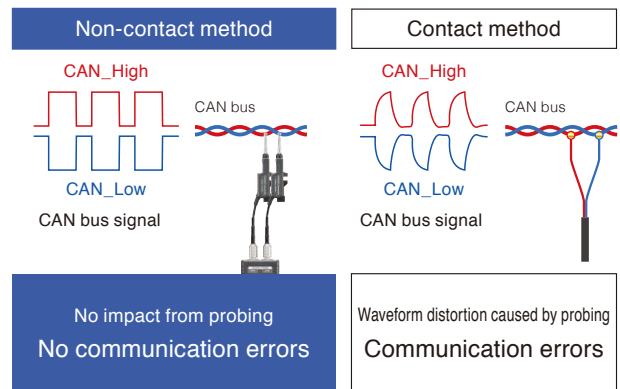 Non-contact method
CAN_High
CAN bus
CAN_Low
CAN bus signal
No impact from probing
No communication errors
Contact method
CAN_High
CAN bus
CAN_Low
CAN bus signal
Waveform distortion caused by probing
Communication errors